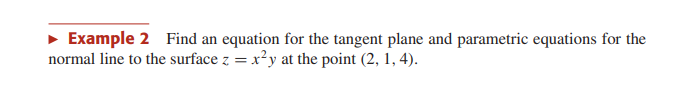 ▶ Example 2 Find an equation for the tangent plane and parametric equations for the
normal line to the surface z = x²y at the point (2, 1, 4).